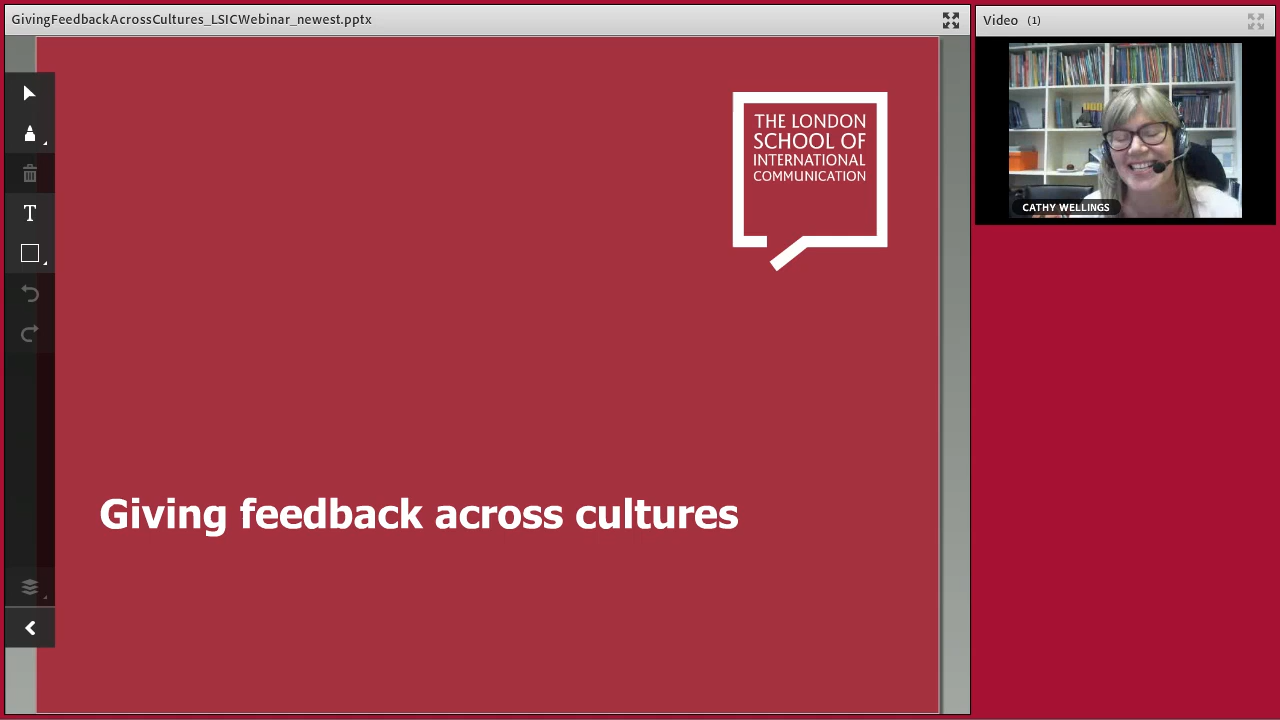 GivingFeedbackAcrossCultures_LSICWebinar_newest.pptx
Video (1)
THE LONDON
SCHOOL OF
INTERNATIONAL
COMMUNICATION
CATHY WELLINGS
T
Giving feedback across cultures